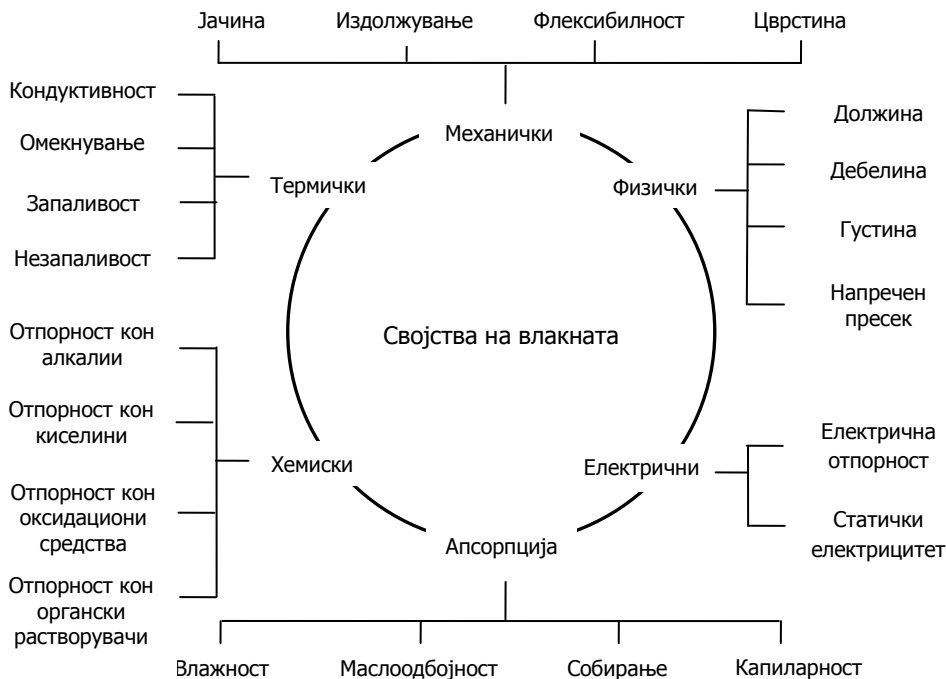 Јачина
Издолжување
Флексибилност
Цврстина
Кондуктивност
Омекнување
Запаливост
Незапаливост
Механички
Термички
Физички
Должина
Дебелина
Густина
Напречен
пресек
Својства на влакната
Отпорност кон
алкалии
Отпорност кон
киселини
Отпорност кон
оксидациони
средства
Отпорност кон
органски
растворувачи
Хемиски
Електрични
Електрична
отпорност
Статички
електрицитет
Апсорпција
Влажност
Маслоодбојност
Собирање
Капиларност